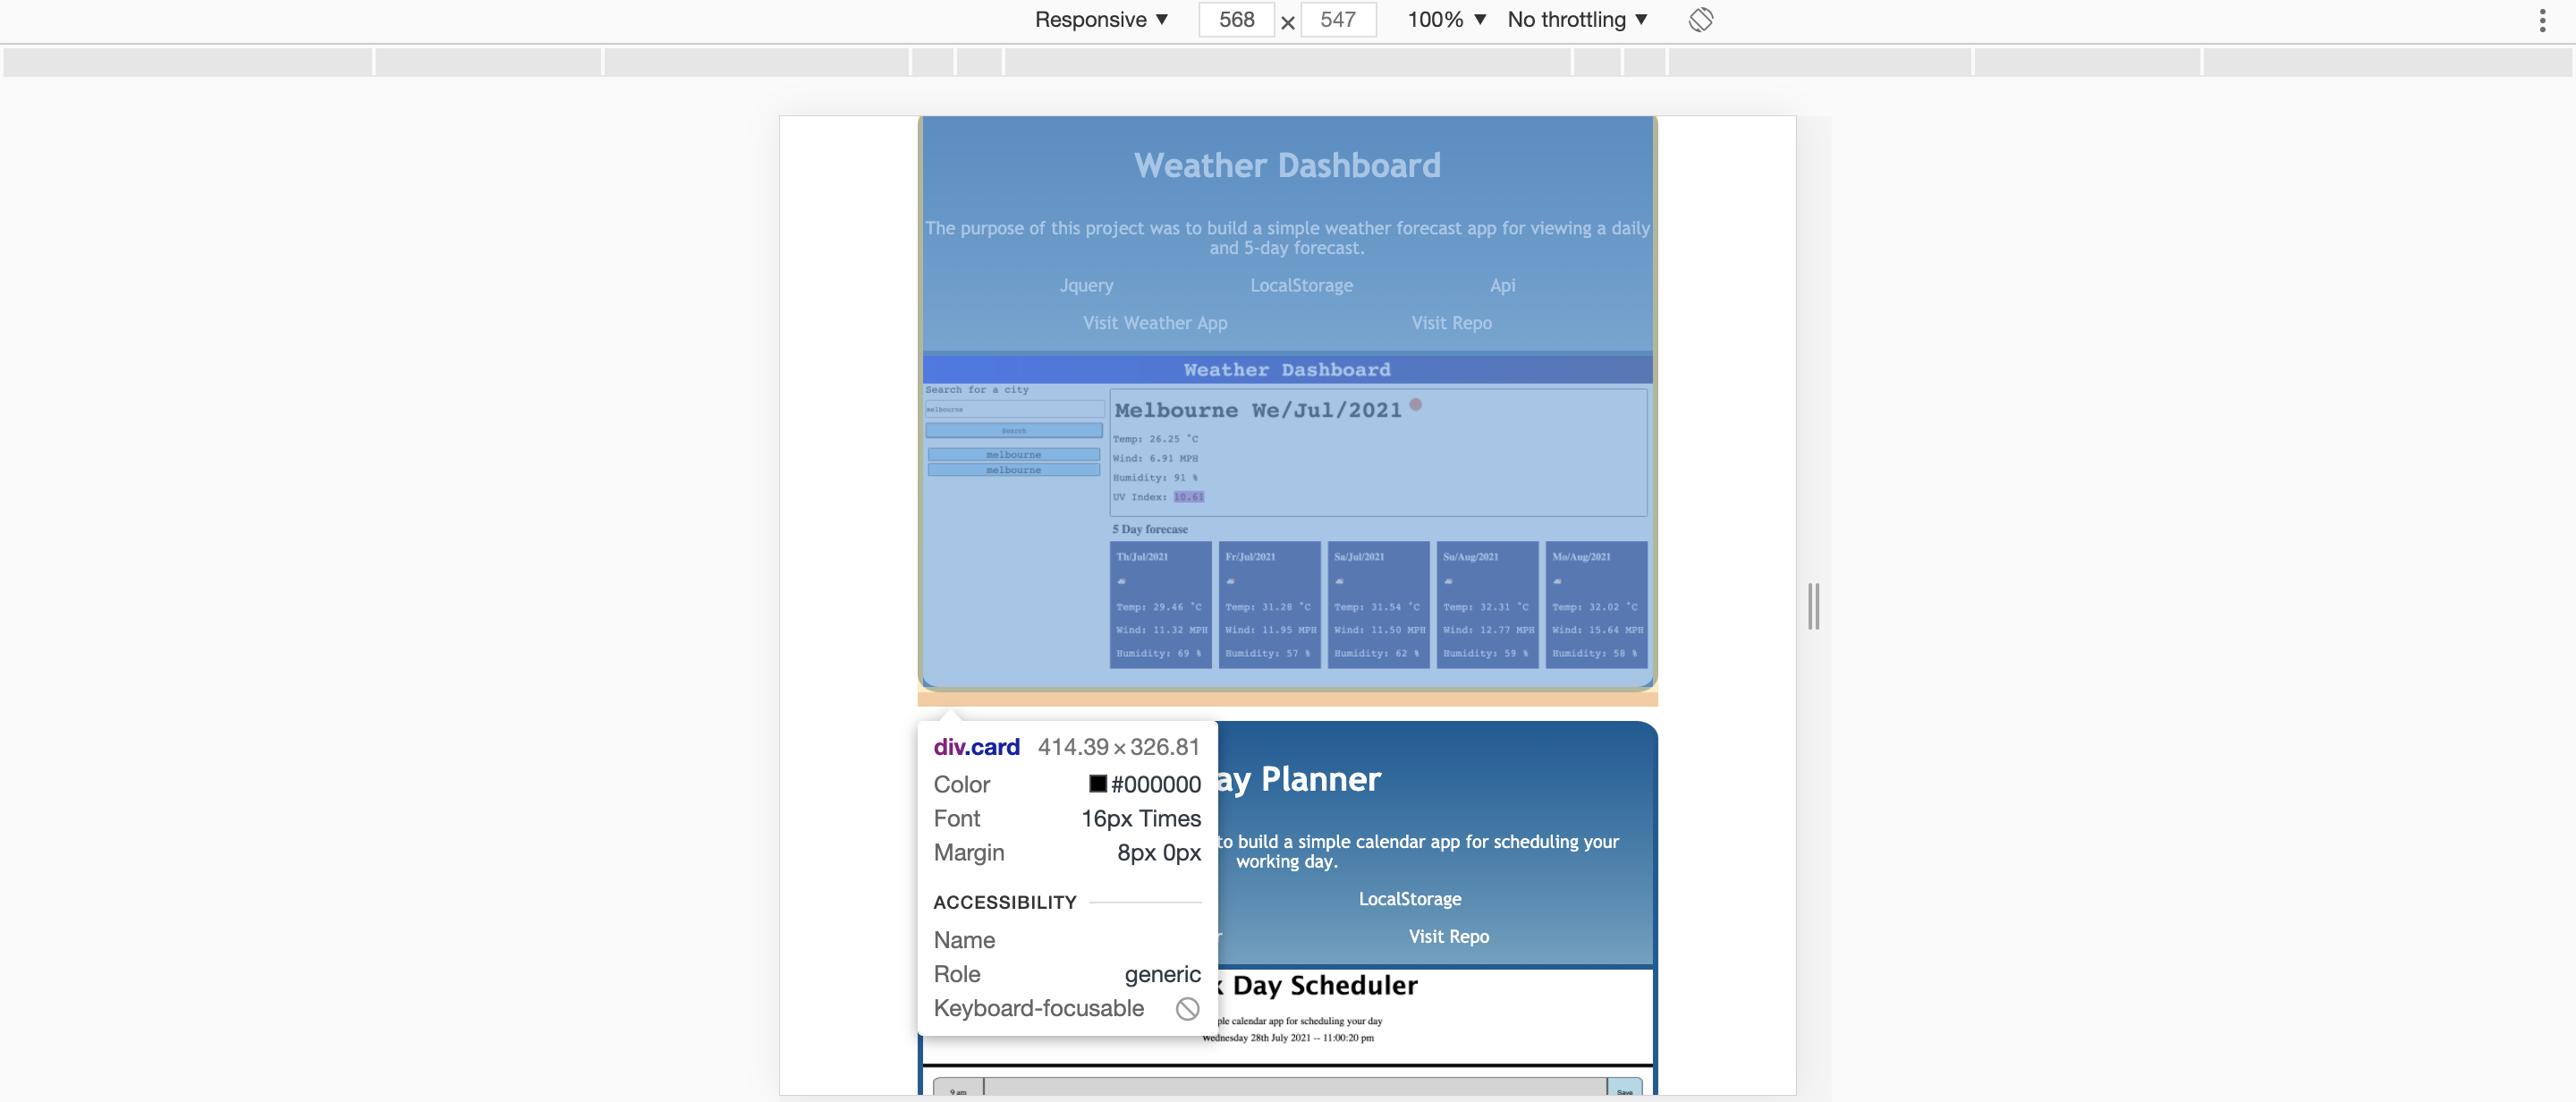 Responsive ▼ 568 × 547 100% ▼ No throttling ▼
Weather Dashboard
The purpose of this project was to build a simple weather forecast app for viewing a daily
and 5-day forecast.
Jquery LocalStorage Api
Visit Weather App Visit Repo
Weather Dashboard
Search for a city
melbourne
Search
melbourne
melbourne
Melbourne We/Jul/2021
Temp: 26.25 ˚C
Wind: 6.91 MPH
Humidity: 91 %
UV Index: 10.61
5 Day forecase
Th/Jul/2021 Fr/Jul/2021 Sa/Jul/2021 Su/Aug/2021 Mo/Aug/2021
Temp: 29.46 ˚C Temp: 31.28 ˚C Temp: 31.54 ˚C Temp: 32.31 ˚C Temp: 32.02 ˚C
Wind: 11.32 MPH Wind: 11.95 MPH Wind: 11.50 MPH Wind: 12.77 MPH Wind: 15.64 MPH
Humidity: 69 % Humidity: 57 % Humidity: 62 % Humidity: 59 % Humidity: 58 %
div.card 414.39 × 326.81
Color #000000
Font 16px Times
Margin 8px 0px
ACCESSIBILITY
Name
Role generic
Keyboard-focusable
ay Planner
to build a simple calendar app for scheduling your
working day.
LocalStorage
r Visit Repo
k Day Scheduler
ple calendar app for scheduling your day
Wednesday 28th July 2021 -- 11:00:20 pm
9 am Save